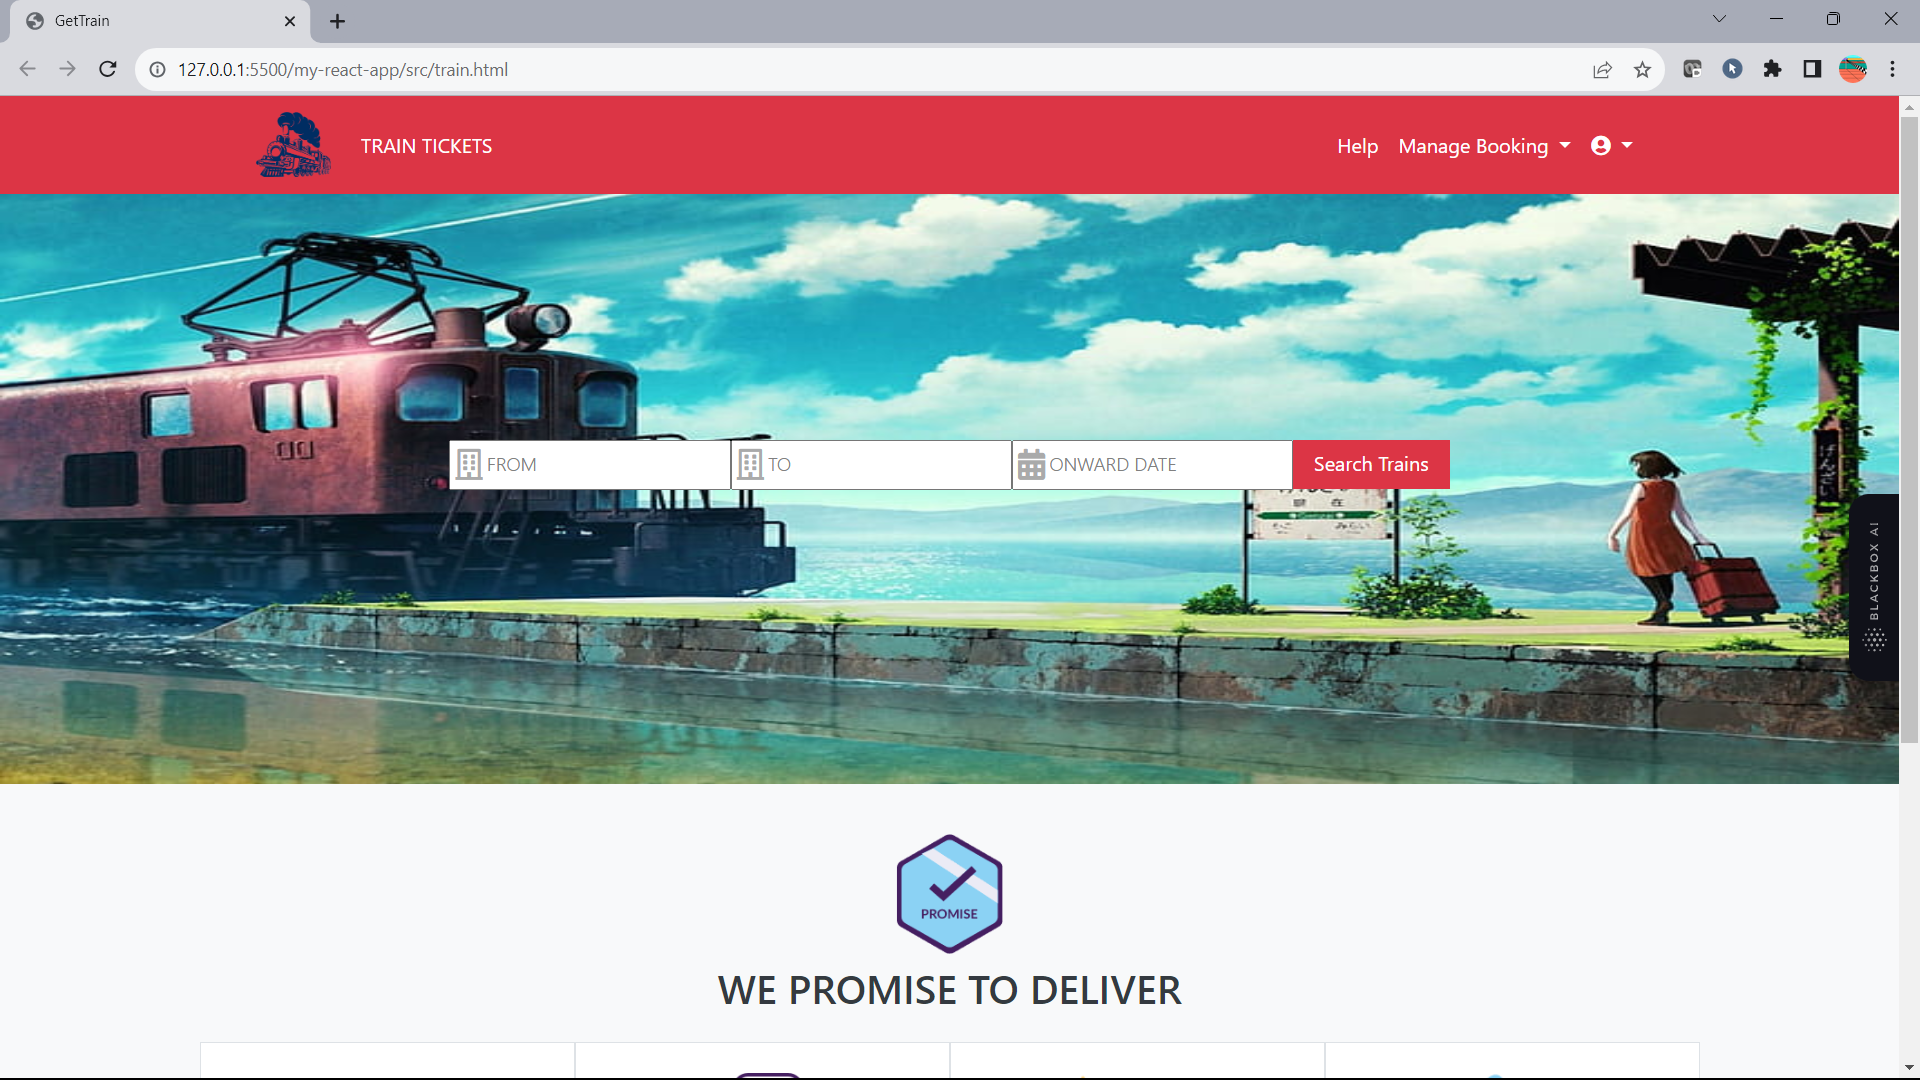 GetTrain
127.0.0.1:5500/my-react-app/src/train.html
TRAIN TICKETS
Help
Manage Booking
FROM
TO
ONWARD DATE
Search Trains
BLACKBOX AI
PROMISE
WE PROMISE TO DELIVER